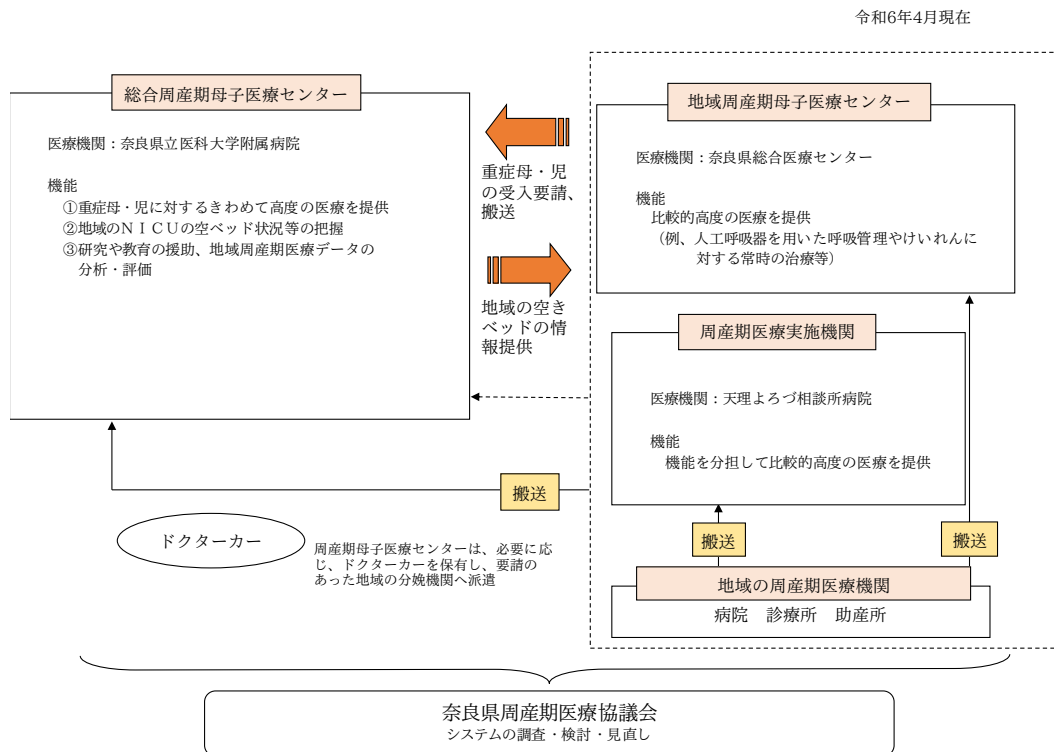 令和6年4月現在
総合周産期母子医療センター
医療機関：奈良県立医科大学附属病院
機能
①重症母・児に対するきわめて高度の医療を提供
②地域のＮＩＣＵの空ベッド状況等の把握
③研究や教育の援助、地域周産期医療データの
分析・評価
重症母・児
の受入要請、
搬送
地域の空き
ベッドの情
報提供
地域周産期母子医療センター
医療機関：奈良県総合医療センター
機能
比較的高度の医療を提供
（例、人工呼吸器を用いた呼吸管理やけいれんに
対する常時の治療等）
周産期医療実施機関
医療機関：天理よろづ相談所病院
機能
機能を分担して比較的高度の医療を提供
搬送
搬送
搬送
ドクターカー
周産期母子医療センターは、必要に応
じ、ドクターカーを保有し、要請の
あった地域の分娩機関へ派遣
地域の周産期医療機関
病院　診療所　助産所
奈良県周産期医療協議会
システムの調査・検討・見直し